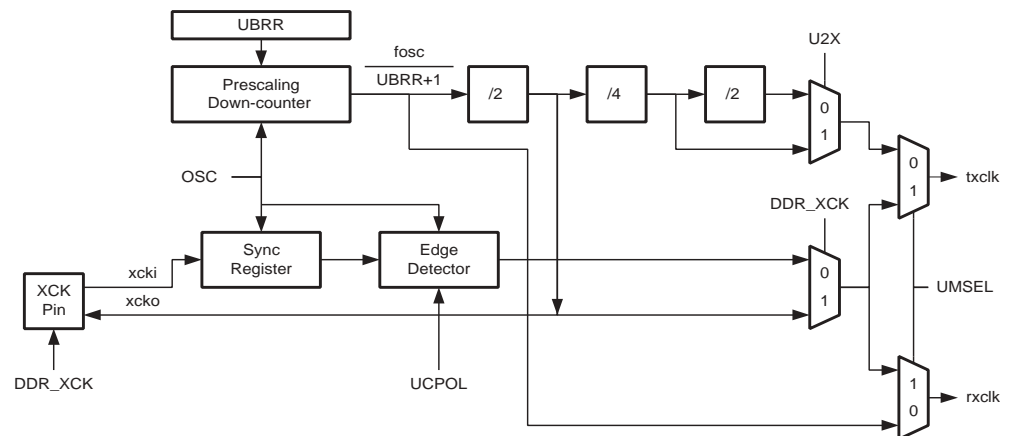 UBRR
fosc
UBRR+1
U2X
Prescaling
Down-counter
/2
/4
/2
0
1
OSC
0
1
txclk
DDR_XCK
Sync
Register
Edge
Detector
xcki
xcko
XCK
Pin
0
1
UMSEL
DDR_XCK
UCPOL
1
0
rxclk